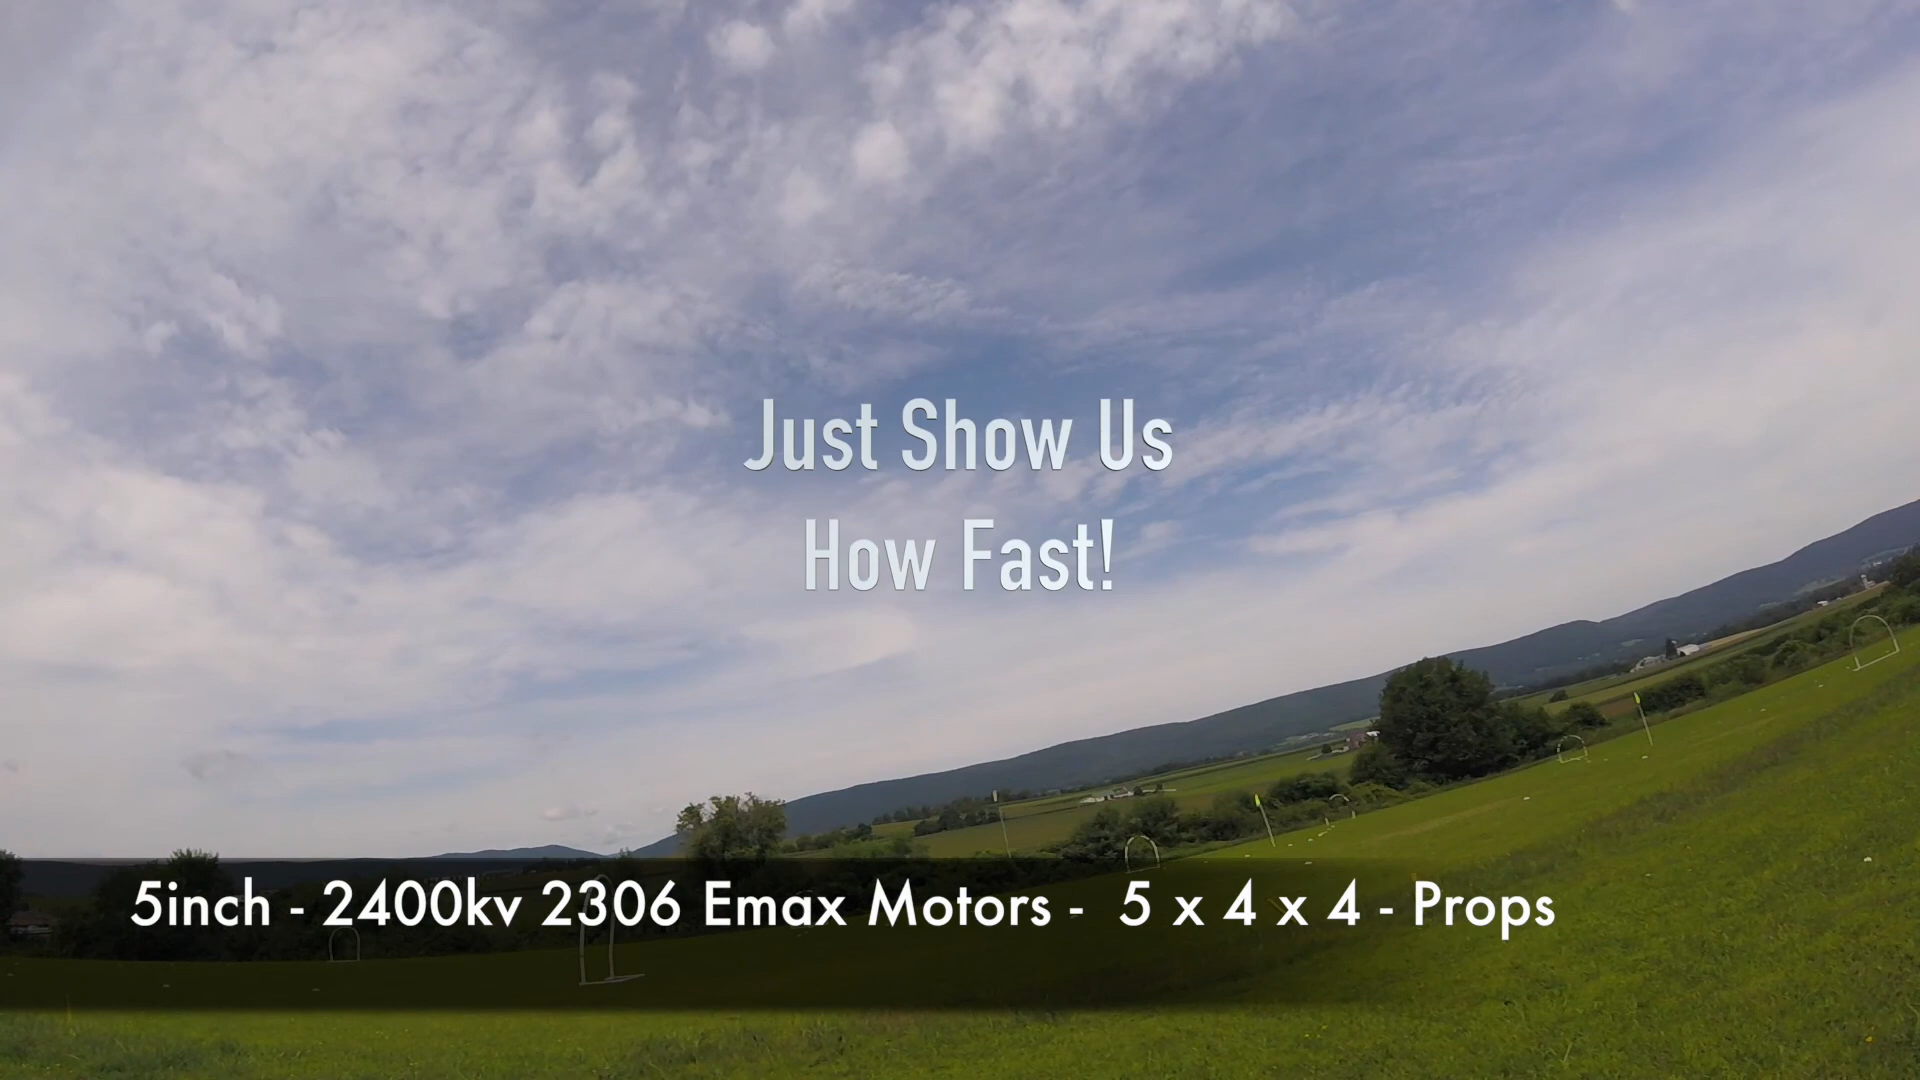 Just Show Us
How Fast!
5inch - 2400kv 2306 Emax Motors - 5 x 4 x 4 - Props